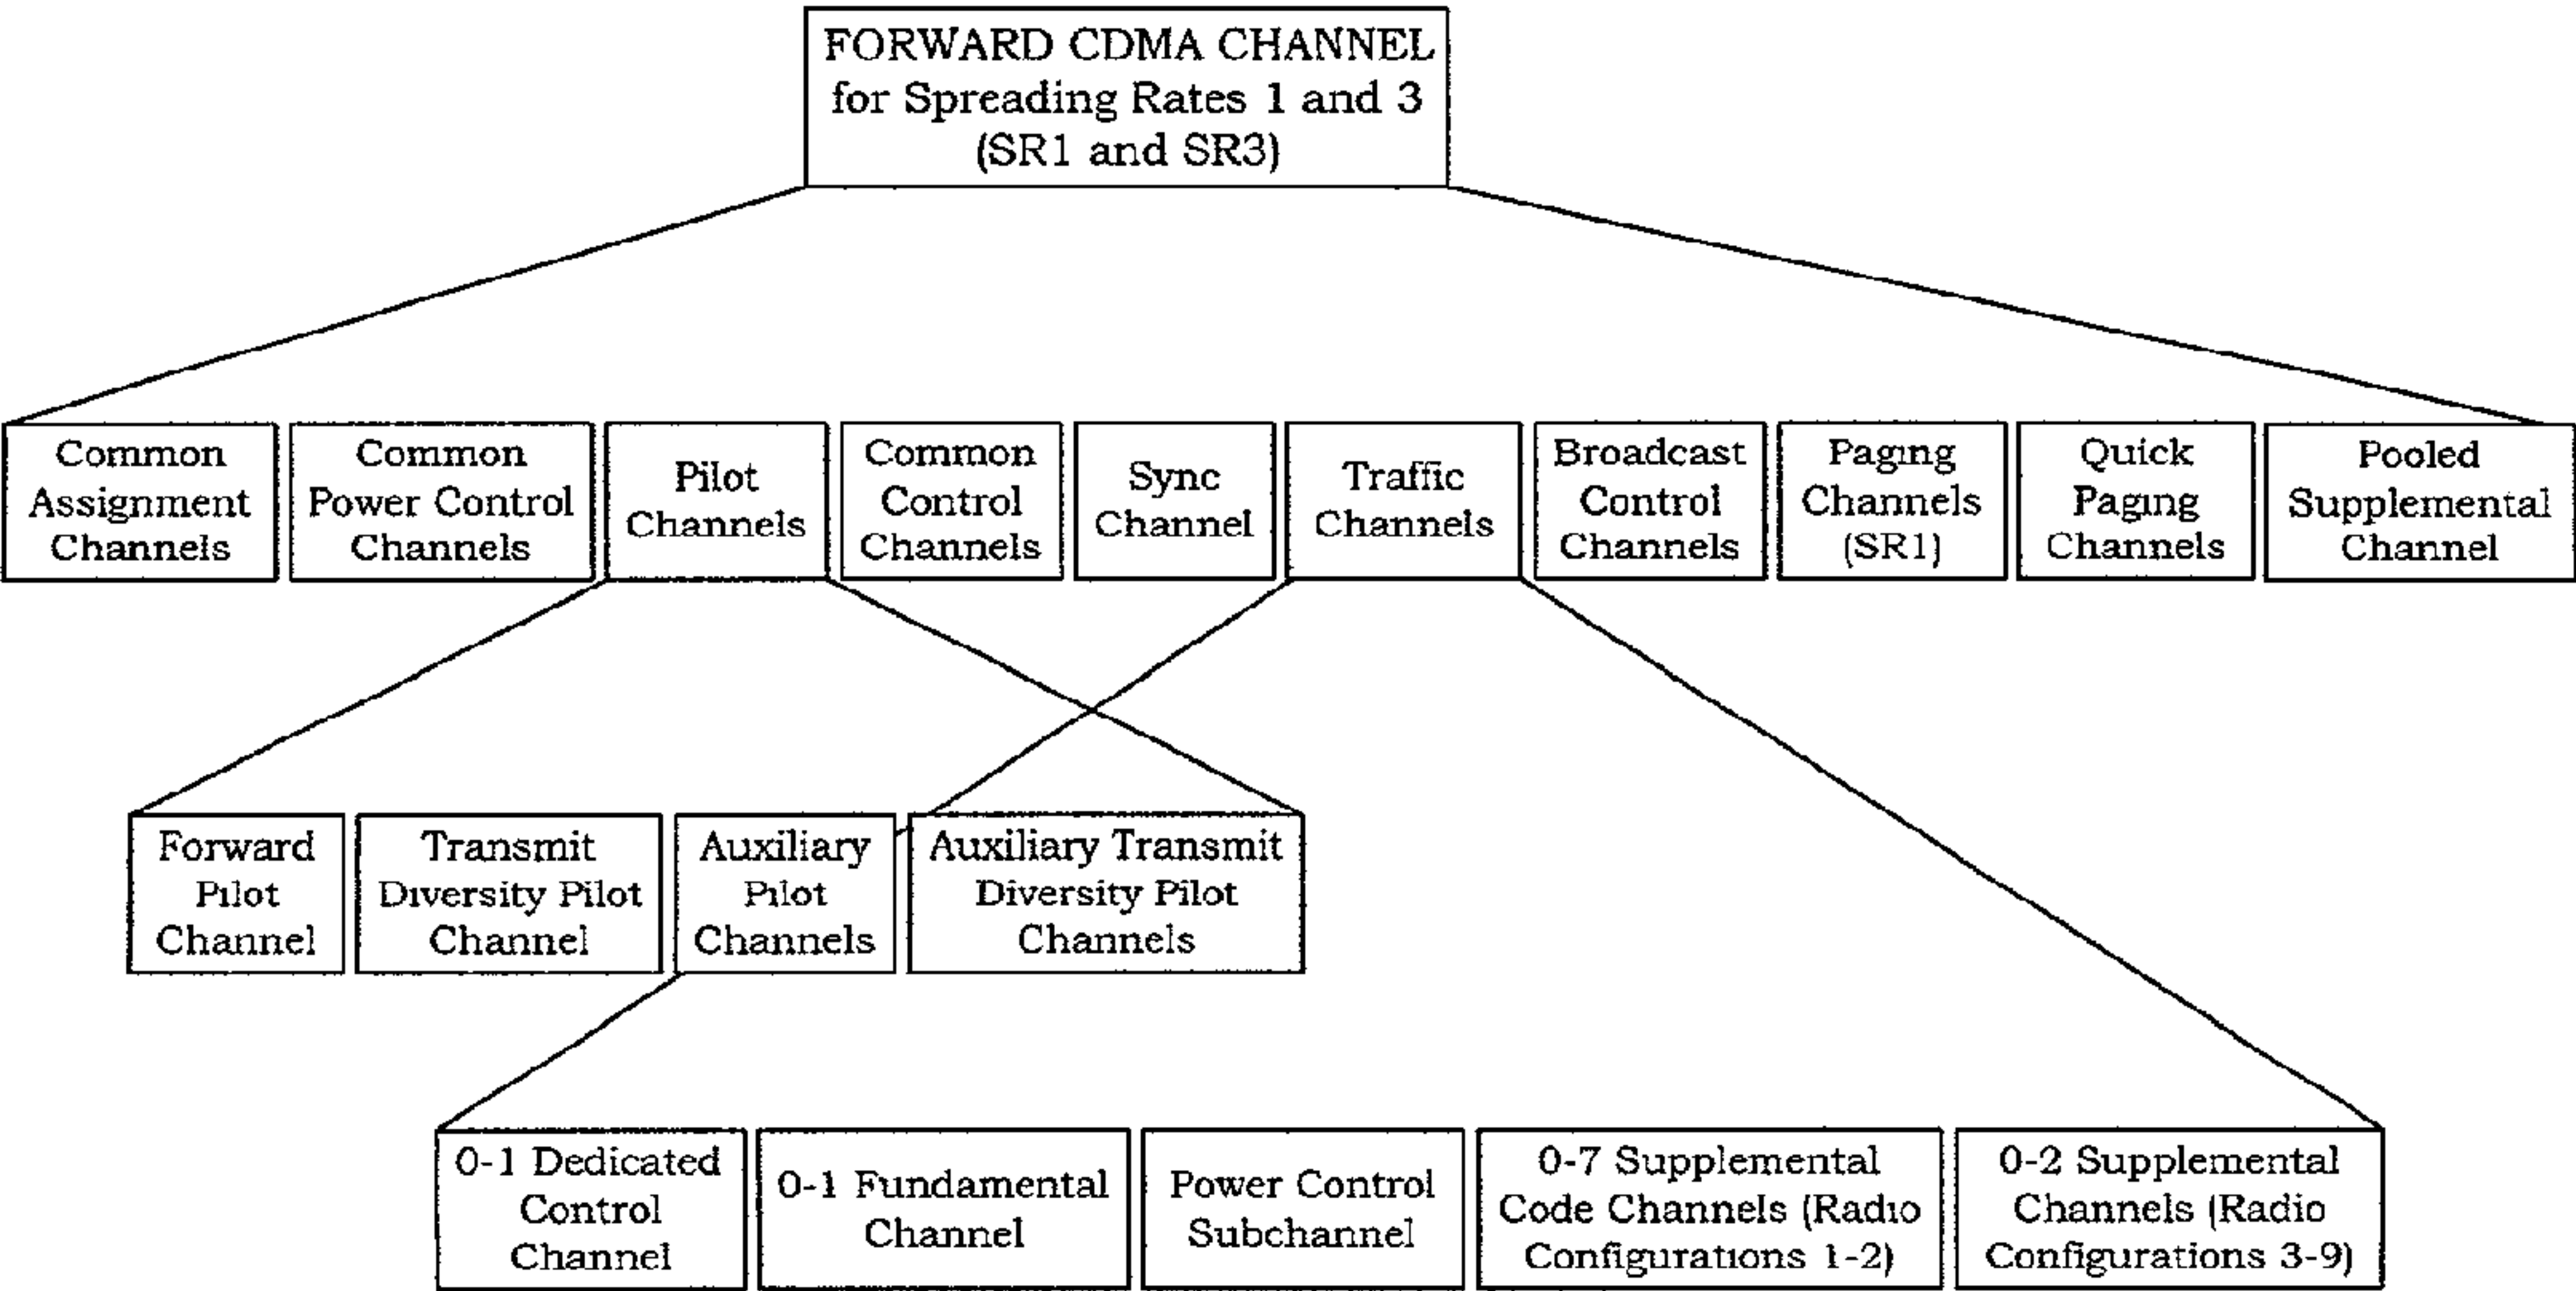 FORWARD CDMA CHANNEL
for Spreading Rates 1 and 3
(SR1 and SR3)
Common
Assignment
Channels
Common
Power Control
Channels
Pilot
Channels
Common
Control
Channels
Sync
Channel
Traffic
Channels
Broadcast
Control
Channels
Paging
Channels
(SR1)
Quick
Paging
Channels
Pooled
Supplemental
Channel
Forward
Pilot
Channel
Transmit
Diversity Pilot
Channel
Auxiliary
Pilot
Channels
Auxiliary Transmit
Diversity Pilot
Channels
0-1 Dedicated
Control
Channel
0-1 Fundamental
Channel
Power Control
Subchannel
0-7 Supplemental
Code Channels (Radio
Configurations 1-2)
0-2 Supplemental
Channels (Radio
Configurations 3-9)